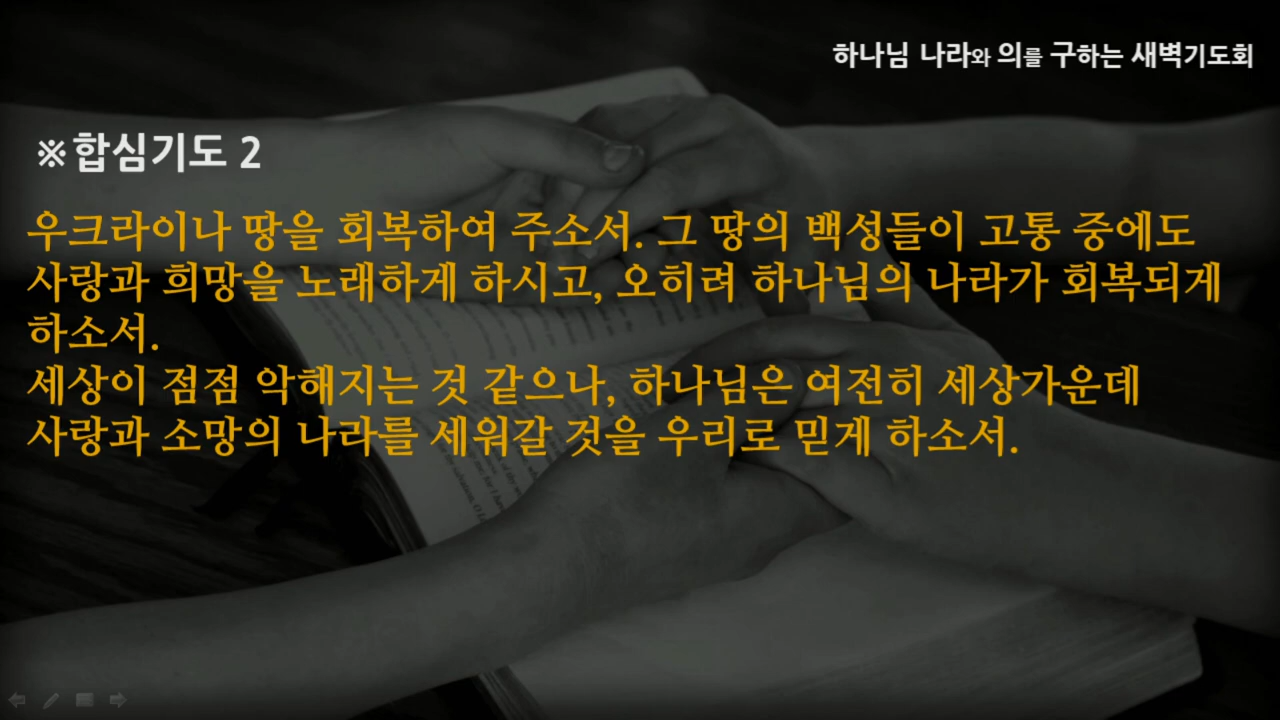 하나님 나라와 의를 구하는 새벽기도회
※합심기도 2
우크라이나 땅을 회복하여 주소서. 그 땅의 백성들이 고통 중에도
사랑과 희망을 노래하게 하시고, 오히려 하나님의 나라가 회복되게
하소서.
세상이 점점 악해지는 것 같으나, 하나님은 여전히 세상가운데
사랑과 소망의 나라를 세워갈 것을 우리로 믿게 하소서.